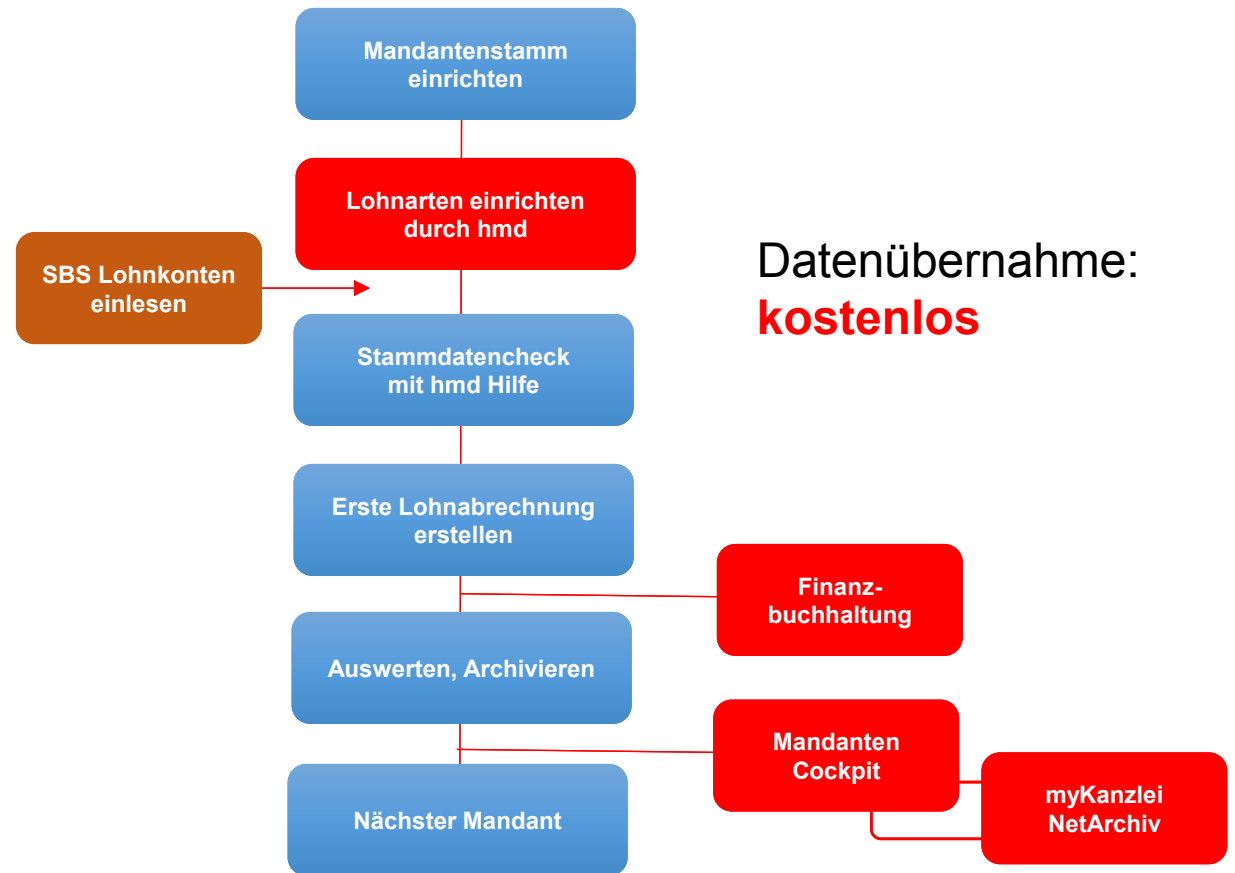 Mandantenstamm
einrichten
Lohnarten einrichten
durch hmd
SBS Lohnkonten
einlesen
Datenübernahme:
kostenlos
Stammdatencheck
mit hmd Hilfe
Erste Lohnabrechnung
erstellen
Finanz-
buchhaltung
Auswerten, Archivieren
Mandanten
Cockpit
myKanzlei
NetArchiv
Nächster Mandant